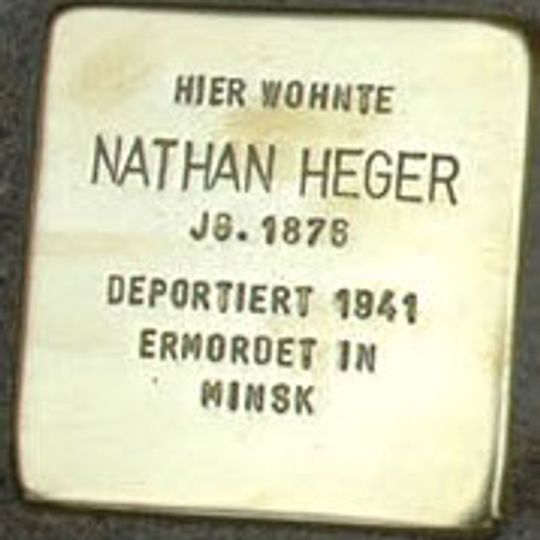 HIER WOHNTE
NATHAN HEGER
JG. 1876
DEPORTIERT 1941
ERMORDET IN
MINSK